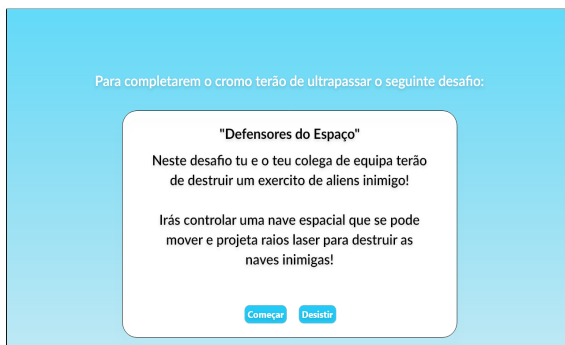 Para completarem o cromo terão de ultrapassar o seguinte desafio:
"Defensores do Espaço"
Neste desafio tu e o teu colega de equipa terão
de destruir um exercito de aliens inimigo!
Irás controlar uma nave espacial que se pode
mover e projeta raios laser para destruir as
naves inimigas!
Começar
Desistir